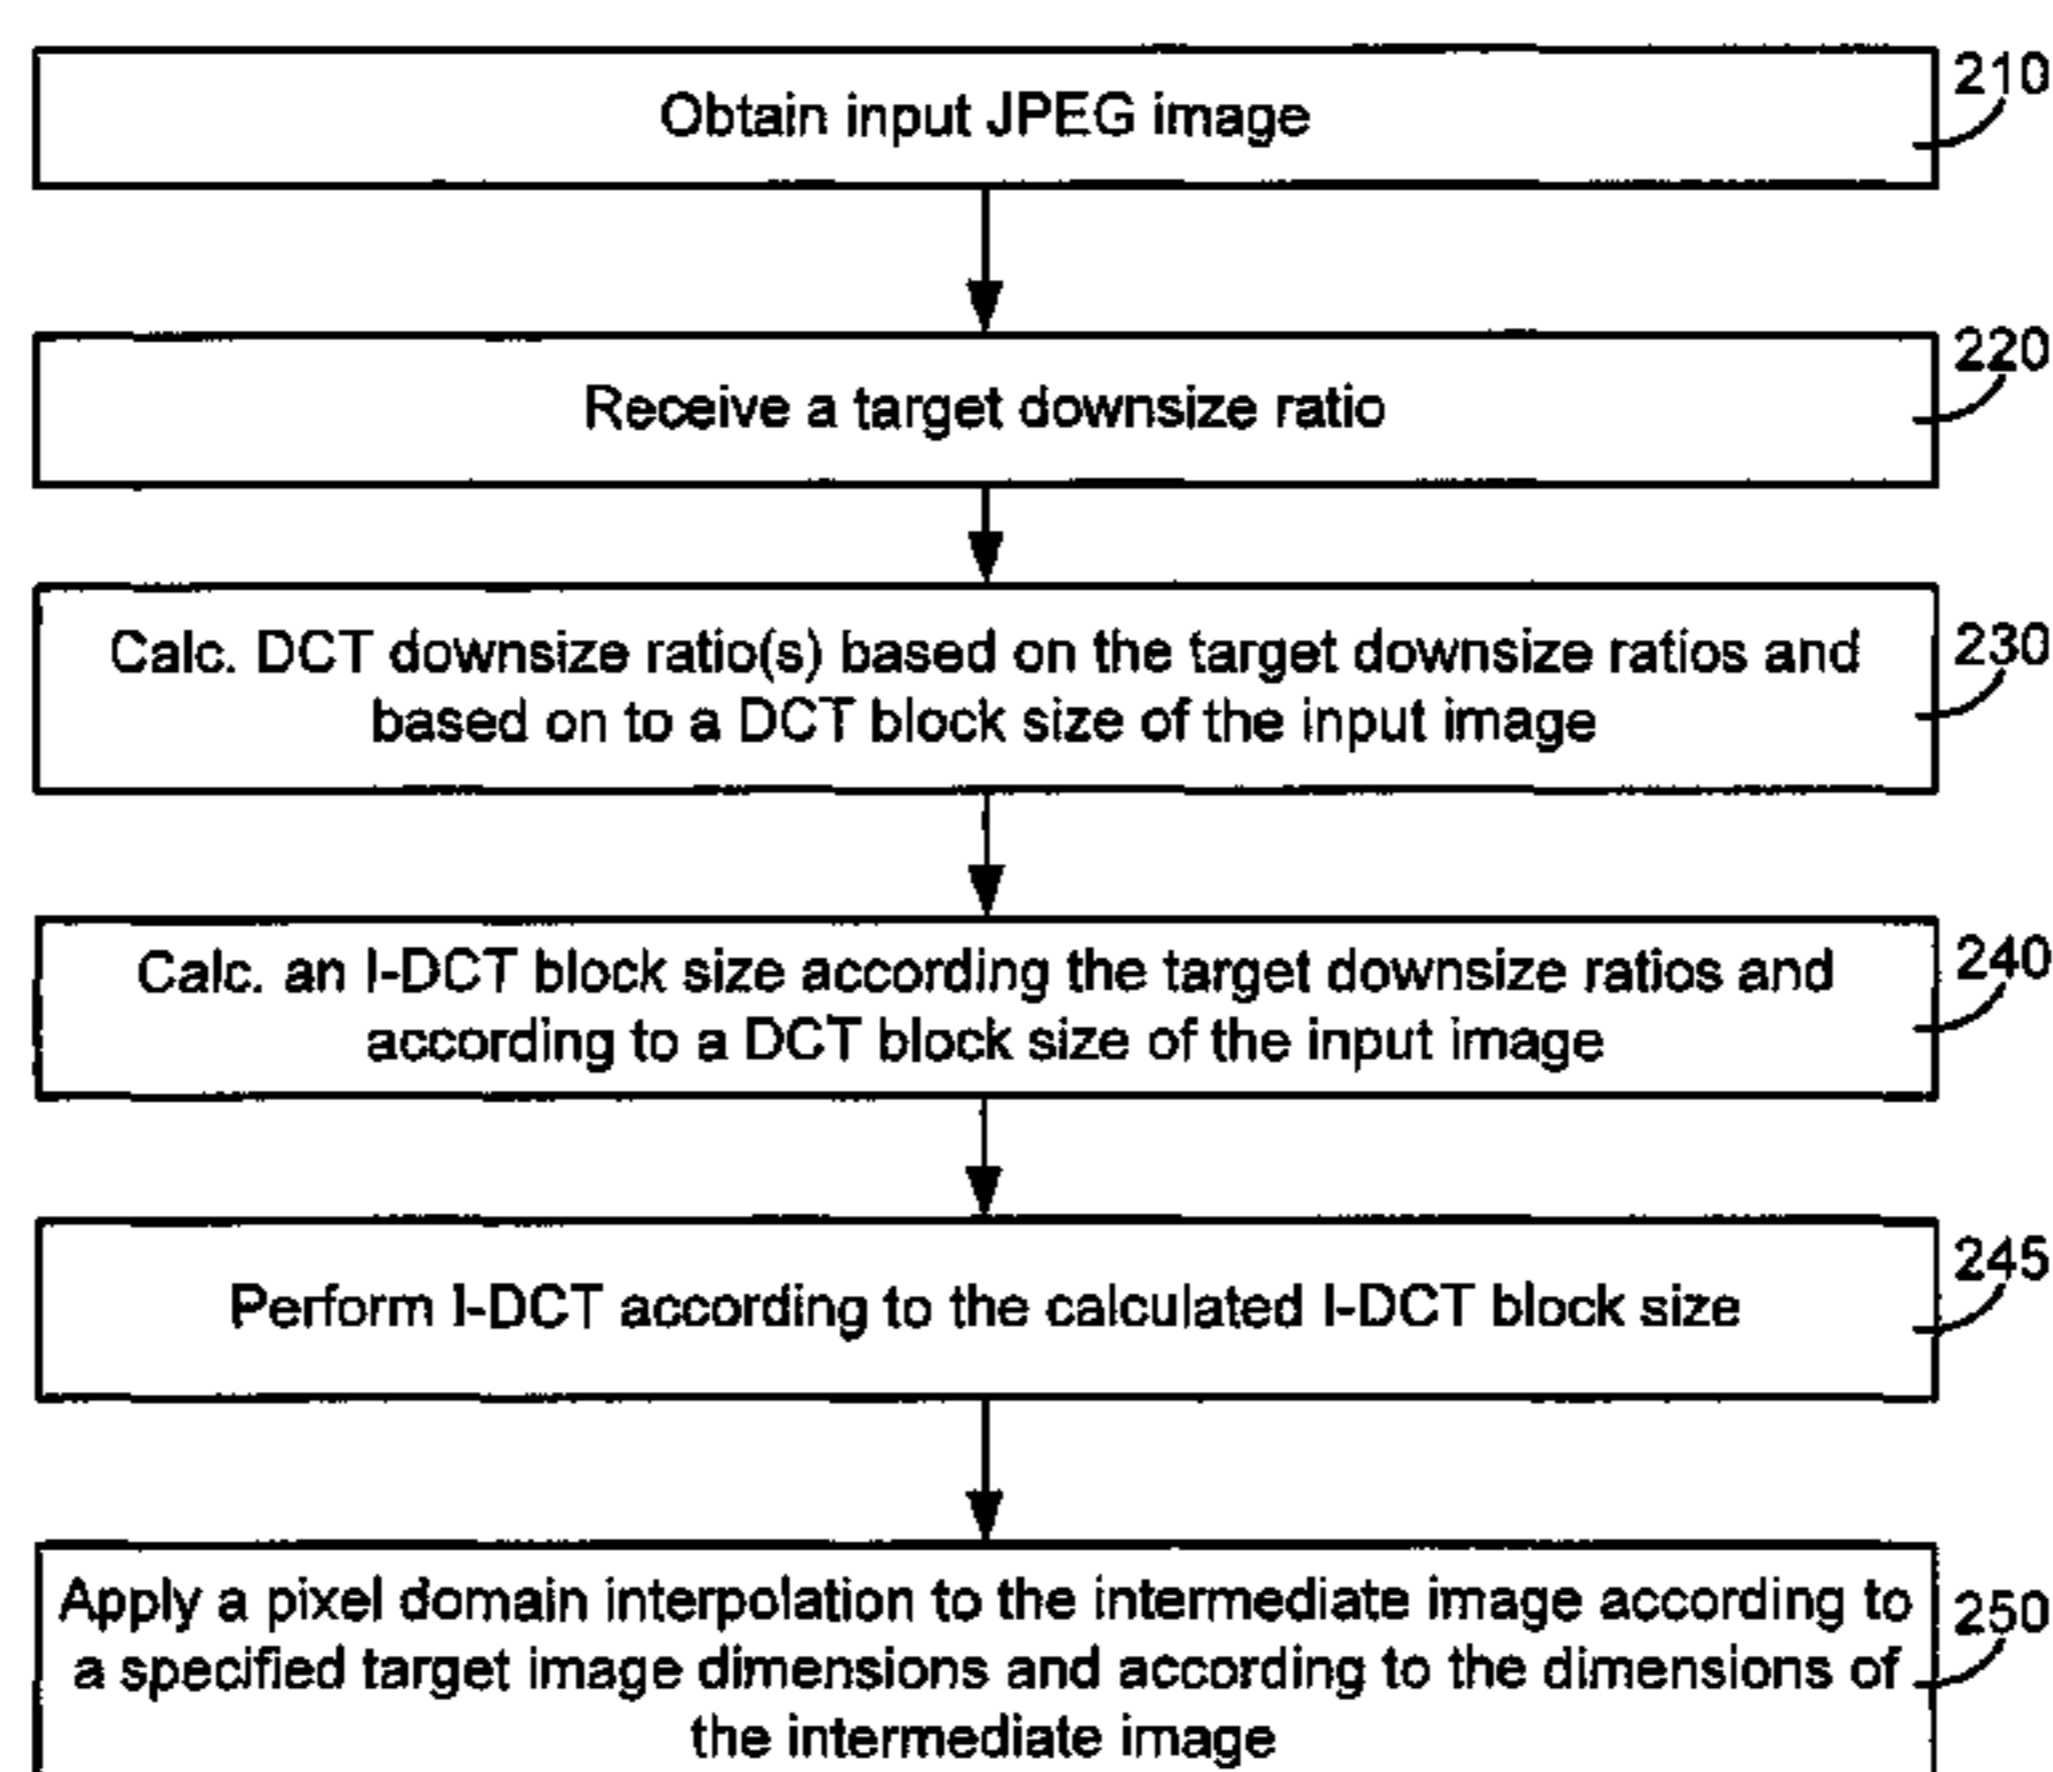 Obtain input JPEG image
210
Receive a target downsize ratio
220
Calc. DCT downsize ratio(s) based on the target downsize ratios and
based on to a DCT block size of the input image
230
Calc. an I-DCT block size according the target downsize ratios and
according to a DCT block size of the input image
240
Perform I-DCT according to the calculated I-DCT block size
245
Apply a pixel domain interpolation to the intermediate image according to
a specified target image dimensions and according to the dimensions of
the intermediate image
250